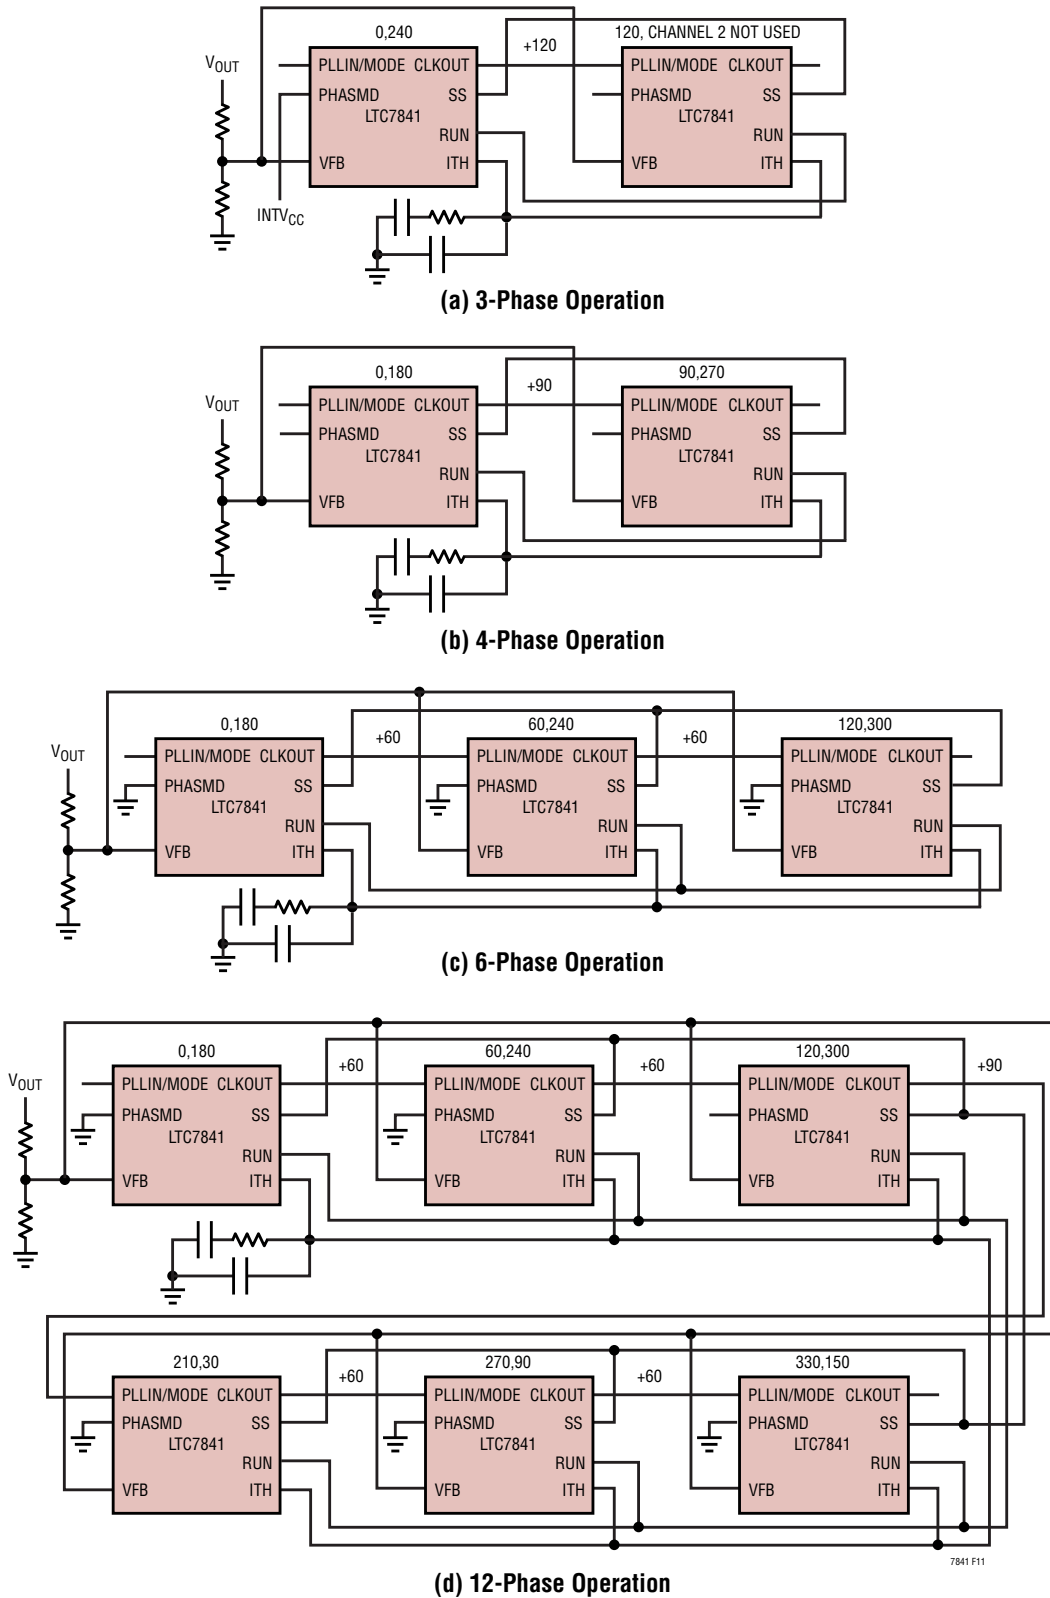 0,240
120, CHANNEL 2 NOT USED
+120
VOUT
PLLIN/MODE CLKOUT
PHASMD SS
LTC7841
RUN
VFB ITH
PLLIN/MODE CLKOUT
PHASMD SS
LTC7841
RUN
VFB ITH
INTVCC
(a) 3-Phase Operation
0,180
90,270
+90
VOUT
PLLIN/MODE CLKOUT
PHASMD SS
LTC7841
RUN
VFB ITH
PLLIN/MODE CLKOUT
PHASMD SS
LTC7841
RUN
VFB ITH
(b) 4-Phase Operation
0,180
60,240
120,300
+60
+60
VOUT
PLLIN/MODE CLKOUT
PHASMD SS
LTC7841
RUN
VFB ITH
PLLIN/MODE CLKOUT
PHASMD SS
LTC7841
RUN
VFB ITH
PLLIN/MODE CLKOUT
PHASMD SS
LTC7841
RUN
VFB ITH
(c) 6-Phase Operation
0,180
60,240
120,300
+60
+60
+90
VOUT
PLLIN/MODE CLKOUT
PHASMD SS
LTC7841
RUN
VFB ITH
PLLIN/MODE CLKOUT
PHASMD SS
LTC7841
RUN
VFB ITH
PLLIN/MODE CLKOUT
PHASMD SS
LTC7841
RUN
VFB ITH
210,30
270,90
330,150
+60
+60
PLLIN/MODE CLKOUT
PHASMD SS
LTC7841
RUN
VFB ITH
PLLIN/MODE CLKOUT
PHASMD SS
LTC7841
RUN
VFB ITH
PLLIN/MODE CLKOUT
PHASMD SS
LTC7841
RUN
VFB ITH
7841 F11
(d) 12-Phase Operation